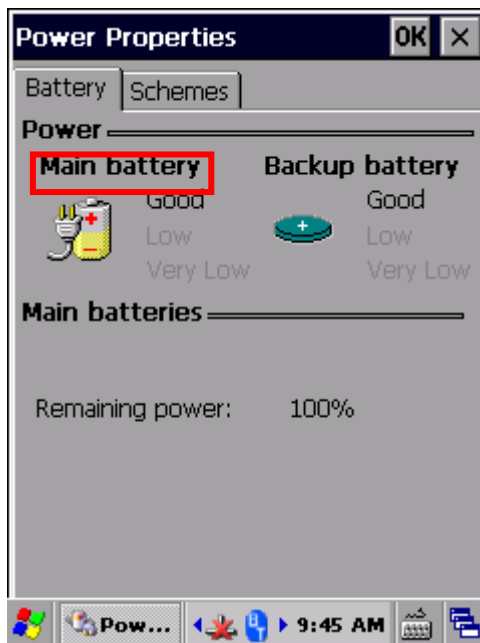 Power Properties OK ×
Battery Schemes
Power
Main battery Backup battery
Good Good
Low Low
Very Low Very Low
Main batteries
Remaining power: 100%
Pow... 9:45 AM